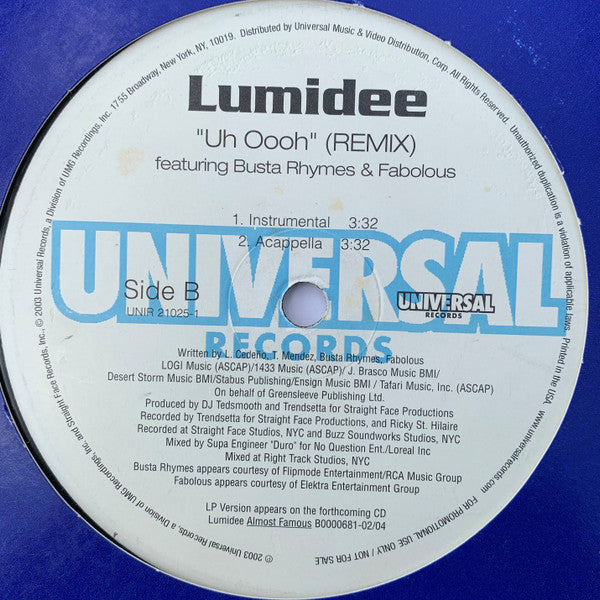 1755 Broadway, New York, NY, 10019. Distributed by Universal Music & Video Distribution, Corp. All Rights Reserved. Unauthorized duplication is a violation of applicable laws. Printed in the USA. www.universalrecords.com
Lumidee
"Uh Oooh" (REMIX)
featuring Busta Rhymes & Fabolous
1. Instrumental 3:32
2. Acappella 3:32
UNIVERSAL
RECORDS
Side B
UNIR 21025-1
UNIVERSAL
RECORDS
Written by L. Cedeño, T. Mendez, Busta Rhymes, Fabolous
LOGI Music (ASCAP)/1433 Music (ASCAP)/ J. Brasco Music BMI/
Desert Storm Music BMI/Stabus Publishing/Ensign Music BMI / Tafari Music, Inc. (ASCAP)
On behalf of Greensleeve Publishing Ltd.
Produced by DJ Tedsmooth and Trendsetta for Straight Face Productions
Recorded by Trendsetta for Straight Face Productions, and Ricky St. Hilaire
Recorded at Straight Face Studios, NYC and Buzz Soundworks Studios, NYC
Mixed by Supa Engineer "Duro" for No Question Ent./Loreal Inc
Mixed at Right Track Studios, NYC
Busta Rhymes appears courtesy of Flipmode Entertainment/RCA Music Group
Fabolous appears courtesy of Elektra Entertainment Group
LP Version appears on the forthcoming CD
Lumidee Almost Famous B0000681-02/04
FOR PROMOTIONAL USE ONLY / NOT FOR SALE
℗ 2003 Universal Records, a Division of UMG Recordings, Inc. and Straight Face Records, Inc., © 2003 Universal Records, a Division of UMG Recordings, Inc.